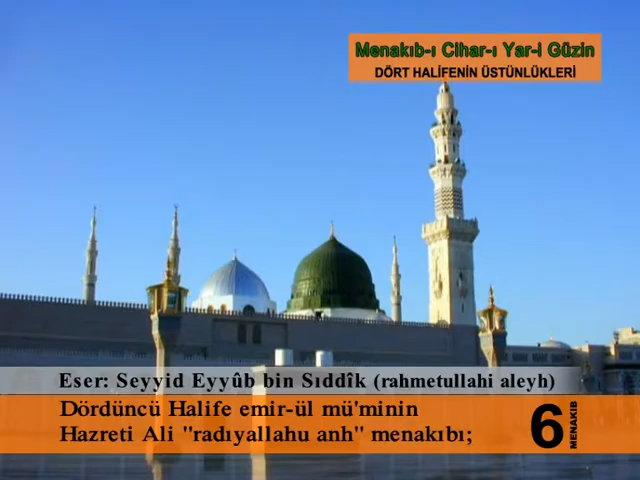 Menakıb-ı Cihar-ı Yar-i Güzin
DÖRT HALİFENİN ÜSTÜNLÜKLERİ
Eser: Seyyid Eyyûb bin Sıddîk (rahmetullahi aleyh)
Dördüncü Halife emir-ül mü'minin
Hazreti Ali "radıyallahu anh" menakıbı;
6
MENAKIB